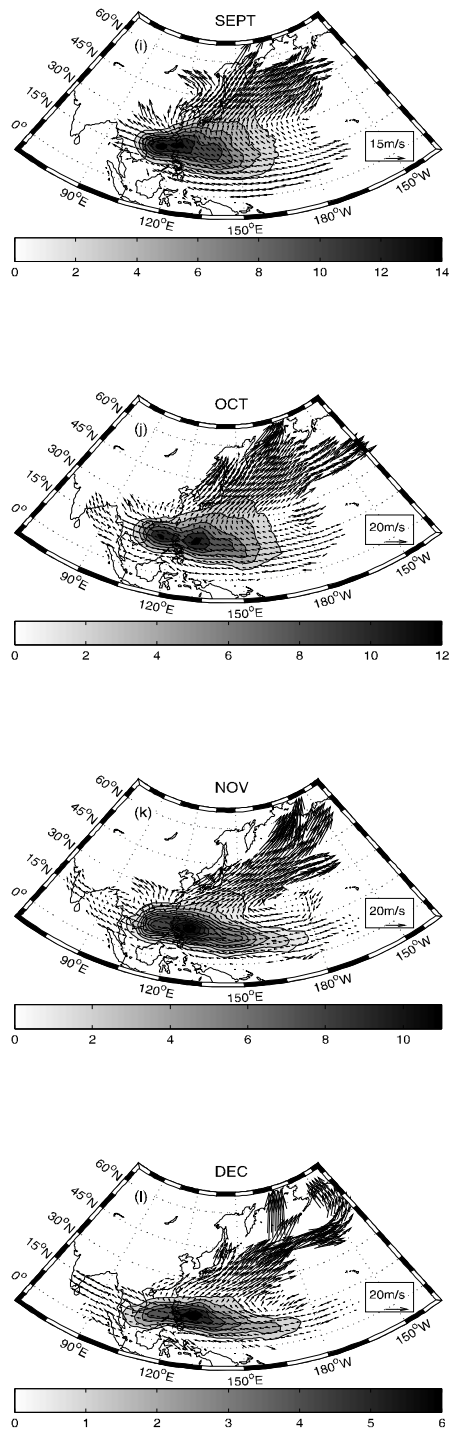 SEPT
(i)
60°N
45°N
30°N
15°N
0°
90°E
120°E
150°E
180°W
150°W
15m/s
0 2 4 6 8 10 12 14
OCT
(j)
60°N
45°N
30°N
15°N
0°
90°E
120°E
150°E
180°W
150°W
20m/s
0 2 4 6 8 10 12
NOV
(k)
60°N
45°N
30°N
15°N
0°
90°E
120°E
150°E
180°W
150°W
20m/s
0 2 4 6 8 10
DEC
(l)
60°N
45°N
30°N
15°N
0°
90°E
120°E
150°E
180°W
150°W
20m/s
0 1 2 3 4 5 6